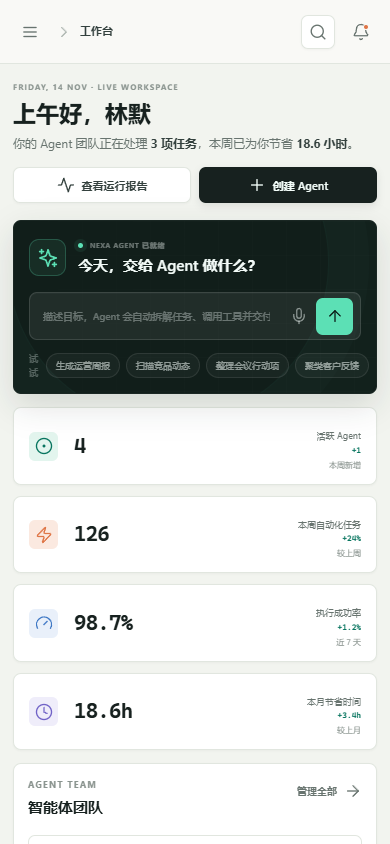 工作台
FRIDAY, 14 NOV · LIVE WORKSPACE
上午好，林默
你的 Agent 团队正在处理 3 项任务，本周已为你节省 18.6 小时。
查看运行报告
创建 Agent
NEXA AGENT 已就绪
今天，交给 Agent 做什么？
描述目标，Agent 会自动拆解任务、调用工具并交付
试试
生成运营周报
扫描竞品动态
整理会议行动项
聚类客户反馈
4
活跃 Agent
+1
本周新增
126
本周自动化任务
+24%
较上周
98.7%
执行成功率
+1.2%
近 7 天
18.6h
本月节省时间
+3.4h
较上月
AGENT TEAM
智能体团队
管理全部